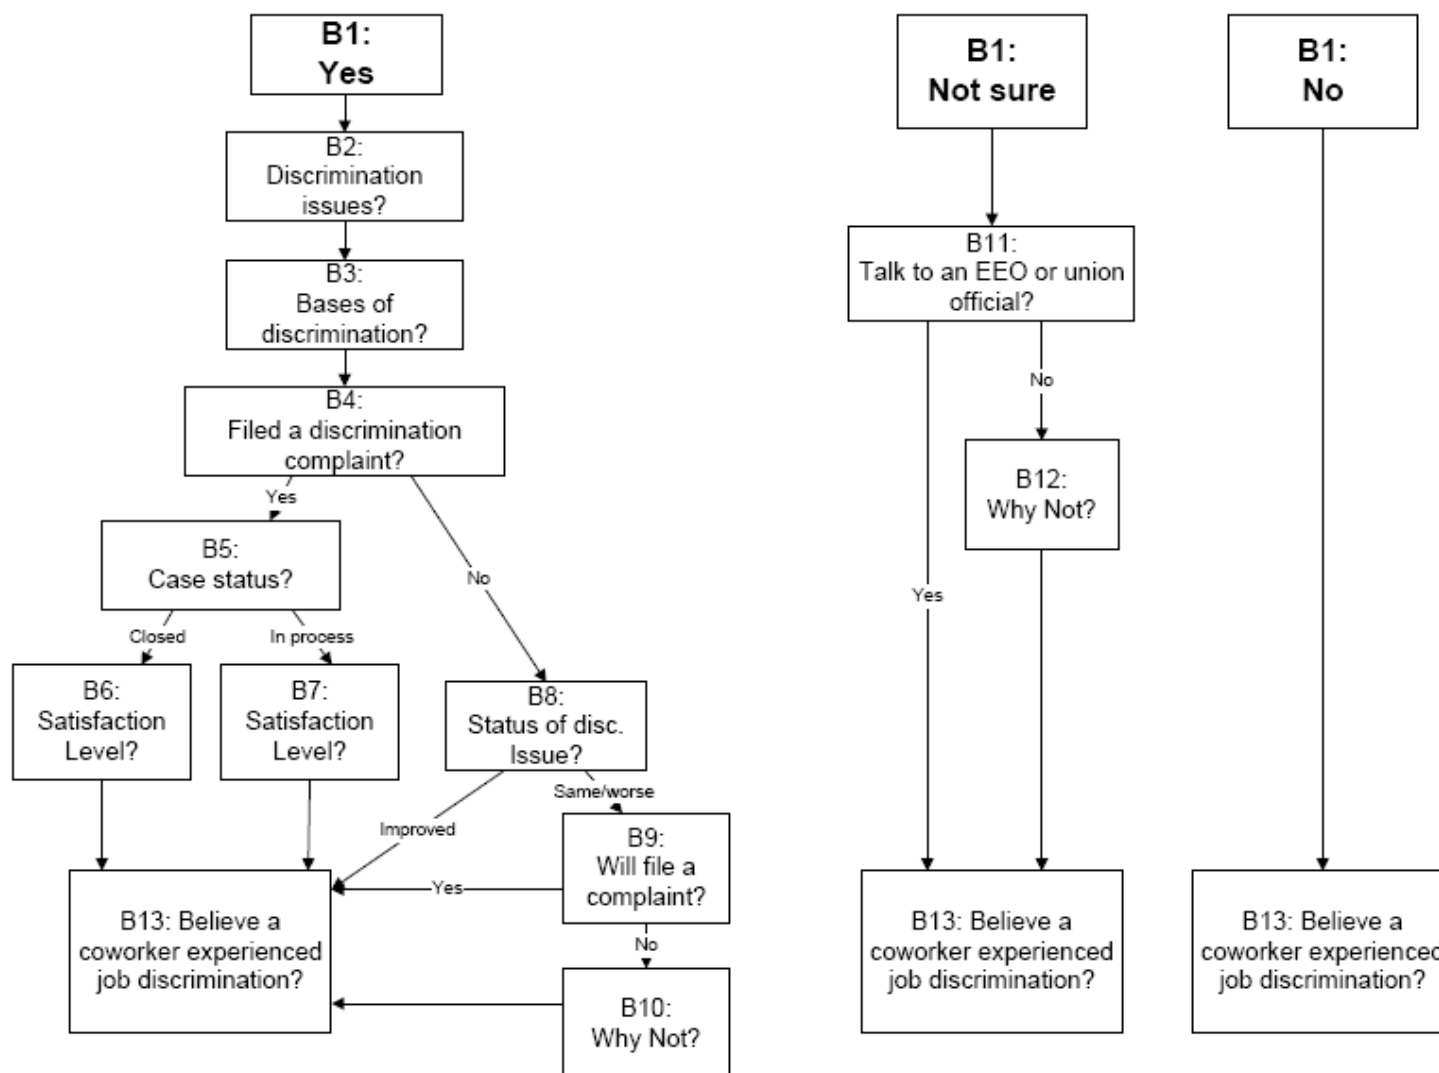 B1:
Yes
B2:
Discrimination
issues?
B3:
Bases of
discrimination?
B4:
Filed a discrimination
complaint?
Yes
No
B5:
Case status?
Closed
In process
B6:
Satisfaction
Level?
B7:
Satisfaction
Level?
B8:
Status of disc.
Issue?
Improved
Same/worse
B9:
Will file a
complaint?
Yes
No
B10:
Why Not?
B13: Believe a
coworker experienced
job discrimination?
B1:
Not sure
B11:
Talk to an EEO or union
official?
Yes
No
B12:
Why Not?
B13: Believe a
coworker experienced
job discrimination?
B1:
No
B13: Believe a
coworker experienced
job discrimination?